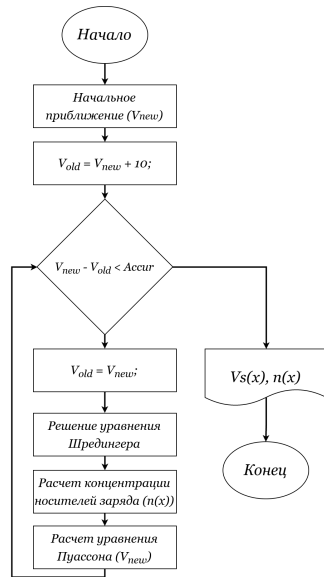 Начало
Начальное
приближение (Vnew)
Vold = Vnew + 10;
Vnew - Vold < Accur
Vold = Vnew;
Vs(x), n(x)
Решение уравнения
Шредингера
Конец
Расчет концентрации
носителей заряда (n(x))
Расчет уравнения
Пуассона (Vnew)